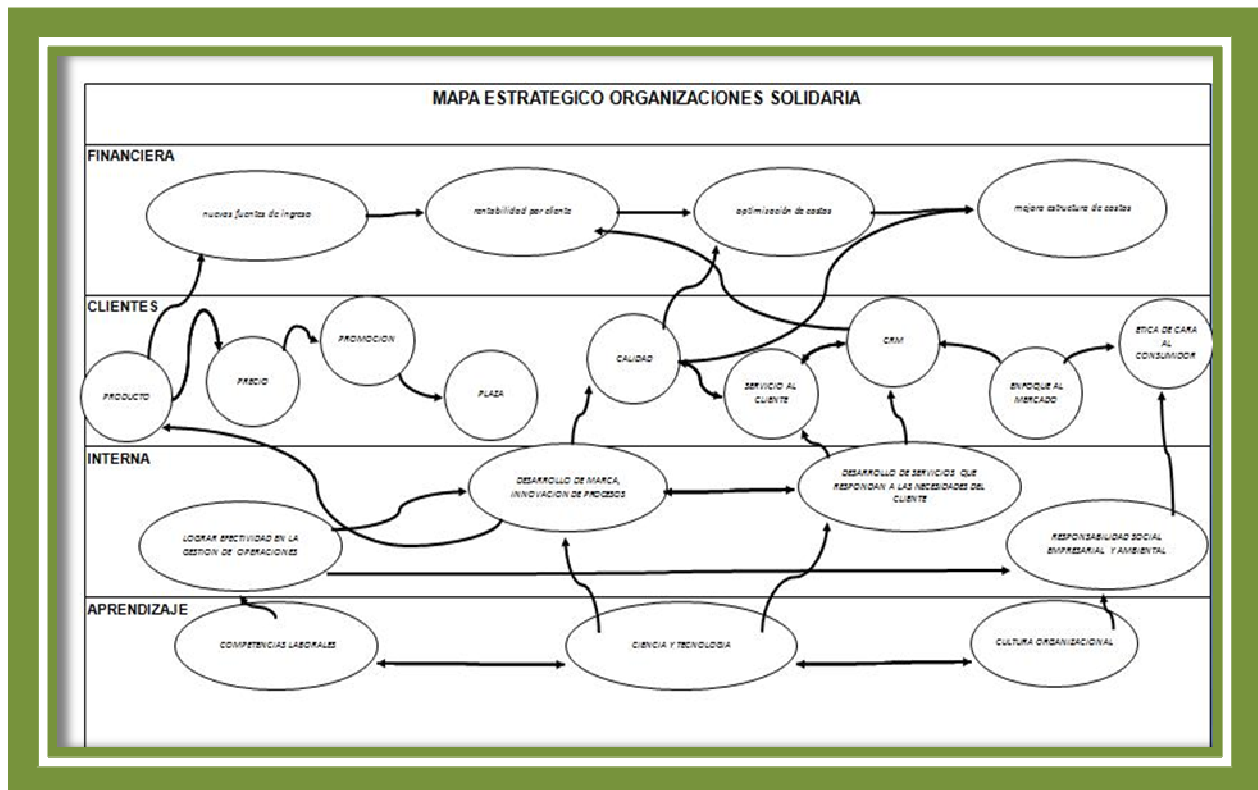 MAPA ESTRATEGICO ORGANIZACIONES SOLIDARIA
FINANCIERA
nuevas fuentes de ingreso
rentabilidad por cliente
optimización de costos
mejora estructura de costos
CLIENTES
PRODUCTO
PRECIO
PROMOCION
PLAZA
CALIDAD
SERVICIO AL
CLIENTE
CRM
ENFOQUE AL
MERCADO
ETICA DE CARA
AL
CONSUMIDOR
INTERNA
LOGRAR EFECTIVIDAD EN LA
GESTION DE OPERACIONES
DESARROLLO DE MARCA,
INNOVACION DE PROCESOS
DESARROLLO DE SERVICIOS QUE
RESPONDAN A LAS NECESIDADES DEL
CLIENTE
RESPONSABILIDAD SOCIAL
EMPRESARIAL Y AMBIENTAL
APRENDIZAJE
COMPETENCIAS LABORALES
CIENCIA Y TECNOLOGIA
CULTURA ORGANIZACIONAL